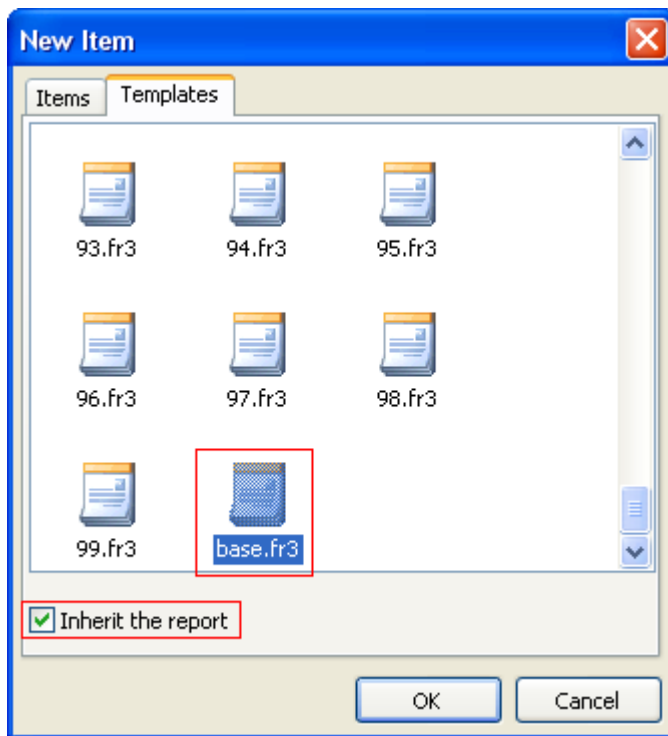 New Item
Items Templates
93.fr3 94.fr3 95.fr3
96.fr3 97.fr3 98.fr3
99.fr3 base.fr3
Inherit the report
OK Cancel